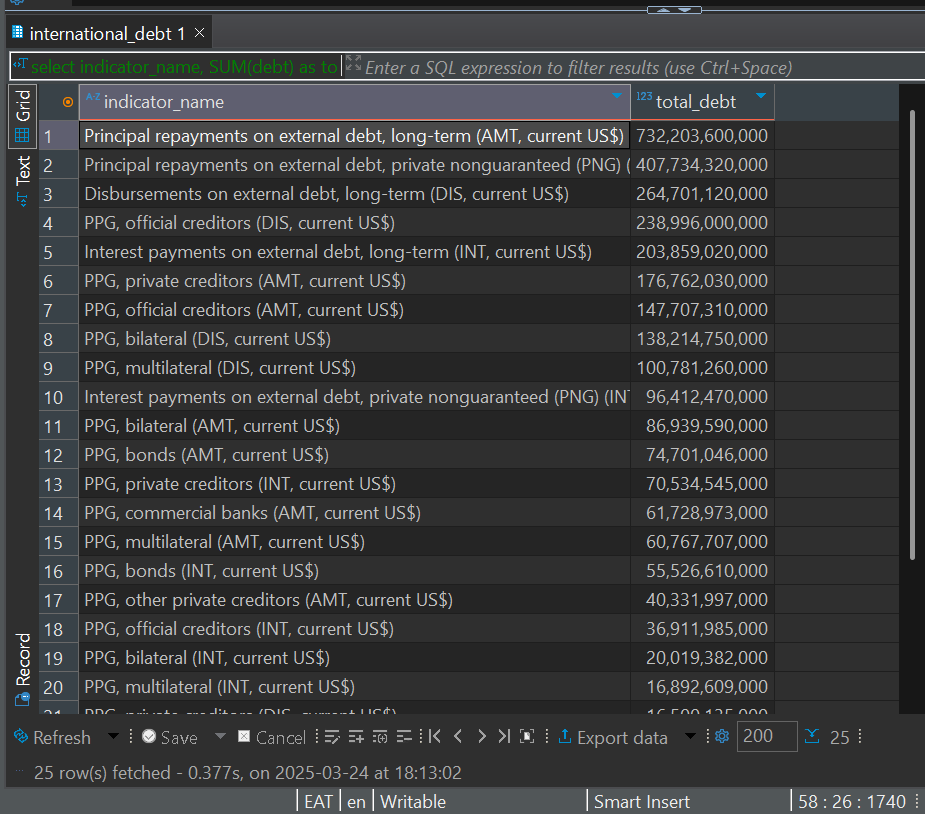 international_debt 1 ×
select indicator_name, SUM(debt) as to Enter a SQL expression to filter results (use Ctrl+Space)
Grid
Text
Record
A-Z indicator_name 123 total_debt
1 Principal repayments on external debt, long-term (AMT, current US$) 732,203,600,000
2 Principal repayments on external debt, private nonguaranteed (PNG) ( 407,734,320,000
3 Disbursements on external debt, long-term (DIS, current US$) 264,701,120,000
4 PPG, official creditors (DIS, current US$) 238,996,000,000
5 Interest payments on external debt, long-term (INT, current US$) 203,859,020,000
6 PPG, private creditors (AMT, current US$) 176,762,030,000
7 PPG, official creditors (AMT, current US$) 147,707,310,000
8 PPG, bilateral (DIS, current US$) 138,214,750,000
9 PPG, multilateral (DIS, current US$) 100,781,260,000
10 Interest payments on external debt, private nonguaranteed (PNG) (INT 96,412,470,000
11 PPG, bilateral (AMT, current US$) 86,939,590,000
12 PPG, bonds (AMT, current US$) 74,701,046,000
13 PPG, private creditors (INT, current US$) 70,534,545,000
14 PPG, commercial banks (AMT, current US$) 61,728,973,000
15 PPG, multilateral (AMT, current US$) 60,767,707,000
16 PPG, bonds (INT, current US$) 55,526,610,000
17 PPG, other private creditors (AMT, current US$) 40,331,997,000
18 PPG, official creditors (INT, current US$) 36,911,985,000
19 PPG, bilateral (INT, current US$) 20,019,382,000
20 PPG, multilateral (INT, current US$) 16,892,609,000
21 PPG, private creditors (DIS, current US$)
Refresh Save Cancel Export data 200 25
25 row(s) fetched - 0.377s, on 2025-03-24 at 18:13:02
EAT en Writable Smart Insert 58 : 26 : 1740